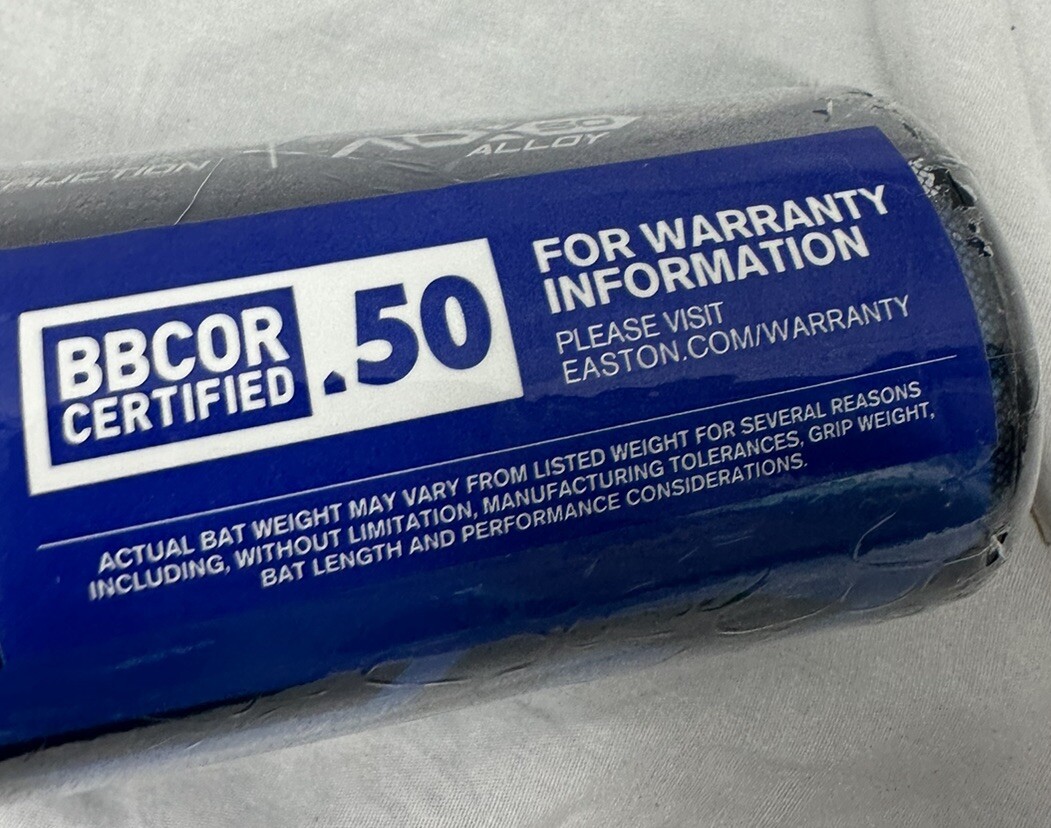 ALLOY
BBCOR
CERTIFIED
.50
FOR WARRANTY
INFORMATION
PLEASE VISIT
EASTON.COM/WARRANTY
ACTUAL BAT WEIGHT MAY VARY FROM LISTED WEIGHT FOR SEVERAL REASONS
INCLUDING, WITHOUT LIMITATION, MANUFACTURING TOLERANCES, GRIP WEIGHT,
BAT LENGTH AND PERFORMANCE CONSIDERATIONS.